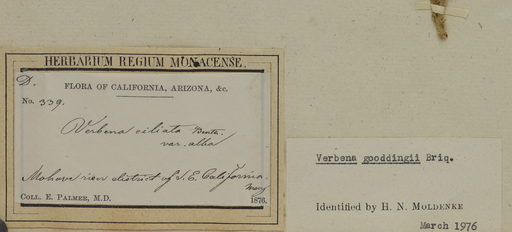 HERBARIUM REGIUM MONACENSE.
D.
FLORA OF CALIFORNIA, ARIZONA, &c.
No. 339.
Verbena ciliata Benth.
var. alba
Mohave river district of S. E. California.
May
COLL. E. PALMER, M.D. 1876.
Verbena gooddingii Briq.
Identified by H. N. MOLDENKE
March 1976